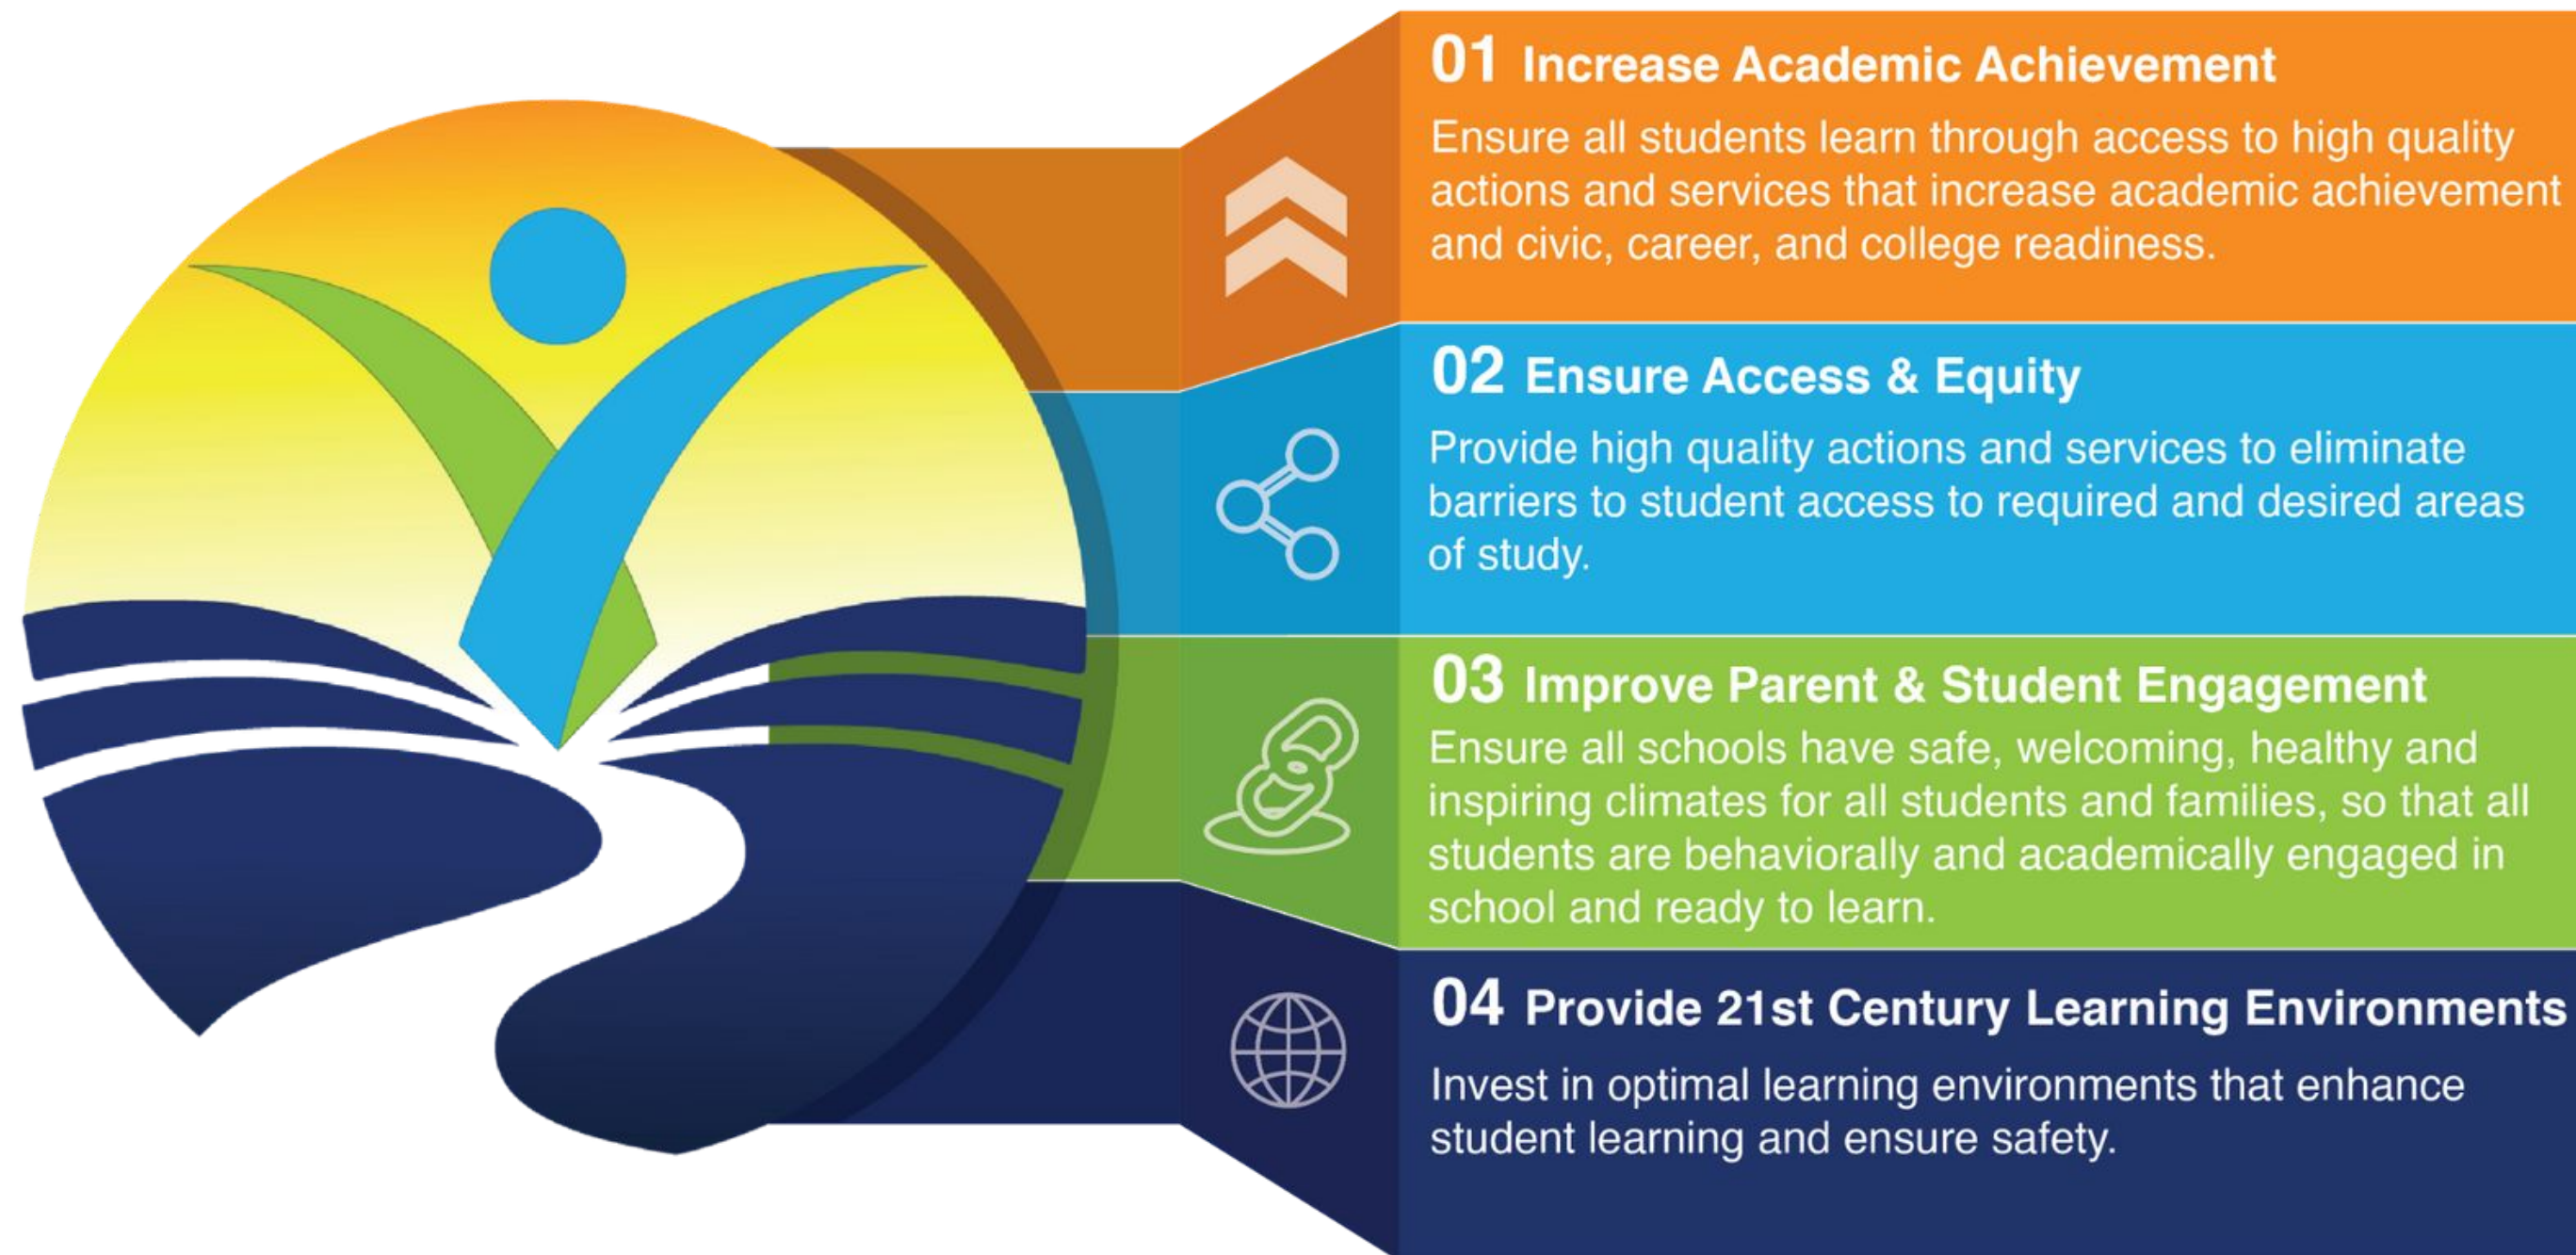 01 Increase Academic Achievement
Ensure all students learn through access to high quality
actions and services that increase academic achievement
and civic, career, and college readiness.
02 Ensure Access & Equity
Provide high quality actions and services to eliminate
barriers to student access to required and desired areas
of study.
03 Improve Parent & Student Engagement
Ensure all schools have safe, welcoming, healthy and
inspiring climates for all students and families, so that all
students are behaviorally and academically engaged in
school and ready to learn.
04 Provide 21st Century Learning Environments
Invest in optimal learning environments that enhance
student learning and ensure safety.